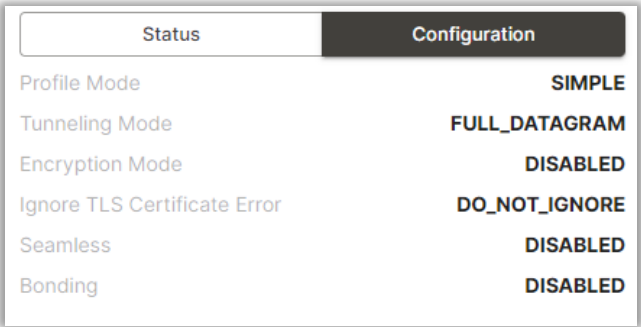 Status Configuration
Profile Mode SIMPLE
Tunneling Mode FULL_DATAGRAM
Encryption Mode DISABLED
Ignore TLS Certificate Error DO_NOT_IGNORE
Seamless DISABLED
Bonding DISABLED